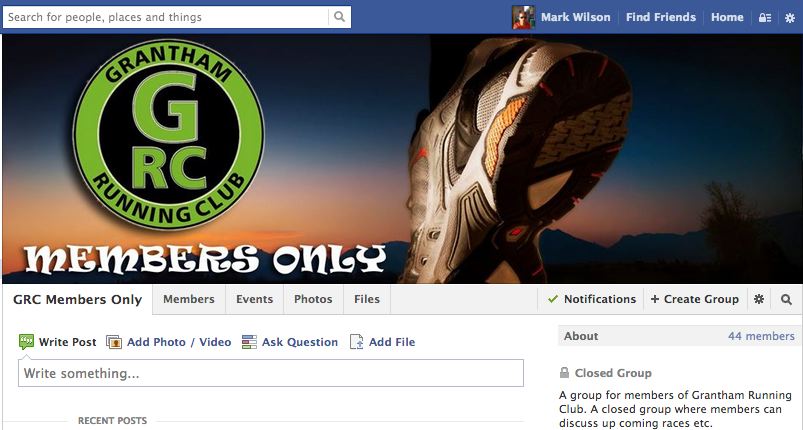 Search for people, places and things
Mark Wilson Find Friends Home
GRANTHAM
G
RC
RUNNING CLUB
MEMBERS ONLY
GRC Members Only Members Events Photos Files Notifications + Create Group
Write Post Add Photo / Video Ask Question Add File
About 44 members
Write something...
Closed Group
A group for members of Grantham Running
Club. A closed group where members can
discuss up coming races etc.
RECENT POSTS